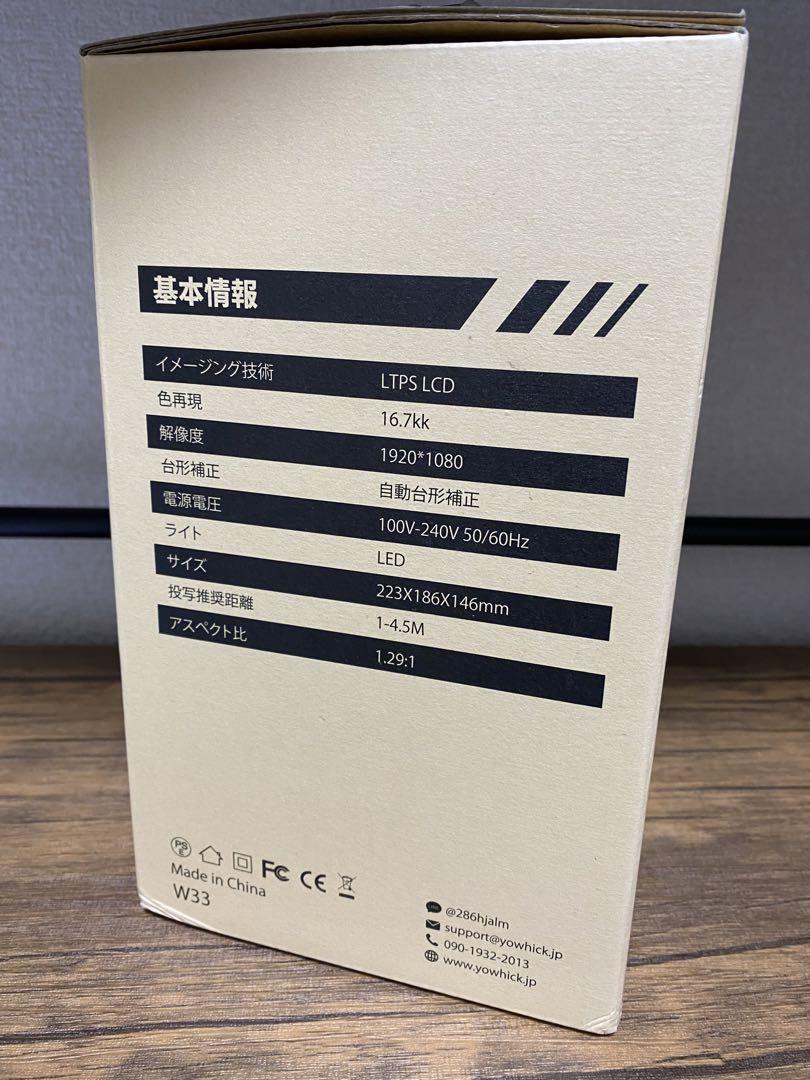 基本情報
イメージング技術 LTPS LCD
色再現 16.7kk
解像度 1920*1080
台形補正 自動台形補正
電源電圧 100V-240V 50/60Hz
ライト LED
サイズ 223X186X146mm
投写推奨距離 1-4.5M
アスペクト比 1.29:1
PS E FC CE
Made in China
W33
LINE @286hjalm
support@yowhick.jp
090-1932-2013
www.yowhick.jp